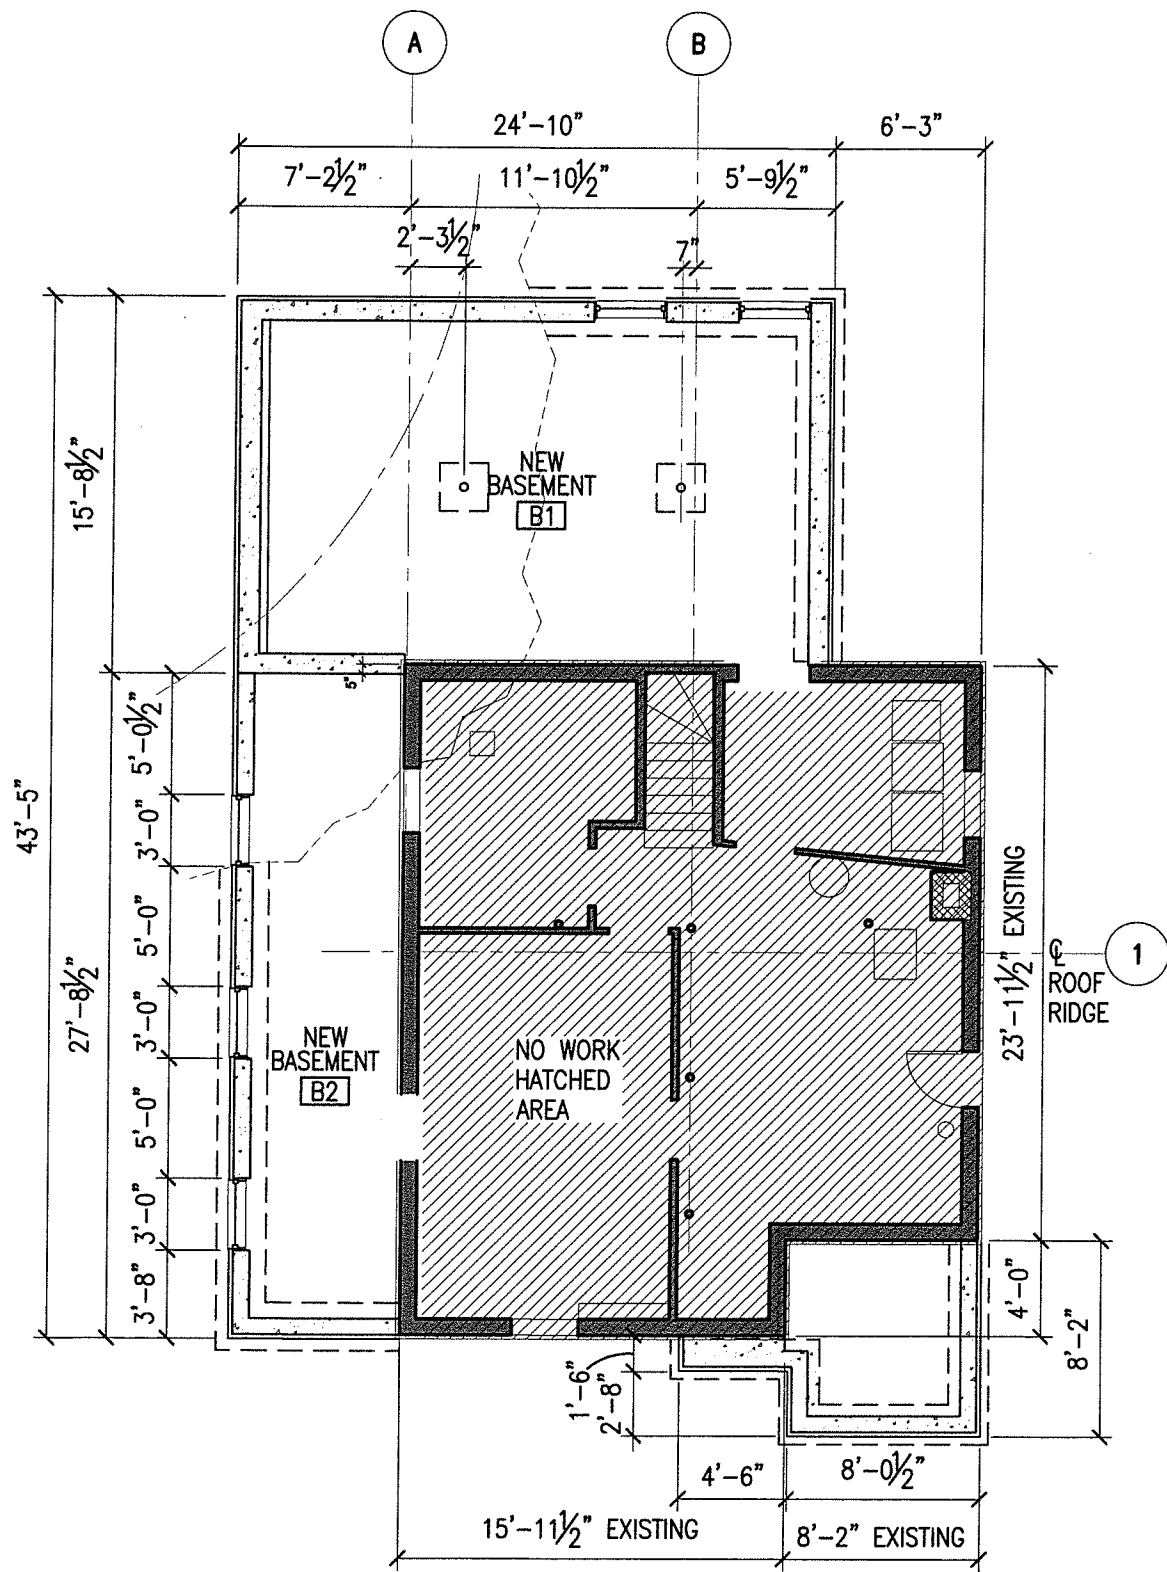 A
B
24'-10"
6'-3"
7'-2½"
11'-10½"
5'-9½"
2'-3½"
7"
15'-8½"
NEW
BASEMENT
B1
5"
5'-0½"
43'-5"
3'-0"
5'-0"
27'-8½"
3'-0"
5'-0"
3'-0"
3'-8"
NEW
BASEMENT
B2
NO WORK
HATCHED
AREA
23'-11½" EXISTING
℄
ROOF
RIDGE
1
4'-0"
8'-2"
1'-6"
2'-8"
4'-6"
8'-0½"
15'-11½" EXISTING
8'-2" EXISTING